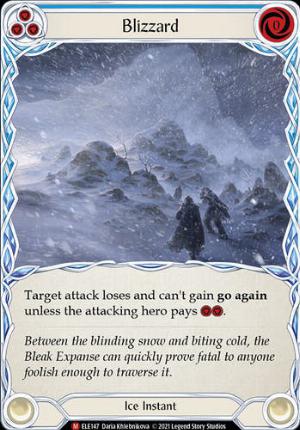 Blizzard
0
Target attack loses and can't gain go again
unless the attacking hero pays
Between the blinding snow and biting cold, the
Bleak Expanse can quickly prove fatal to anyone
foolish enough to traverse it.
Ice Instant
M ELE147 Daria Khlebnikova © 2021 Legend Story Studios